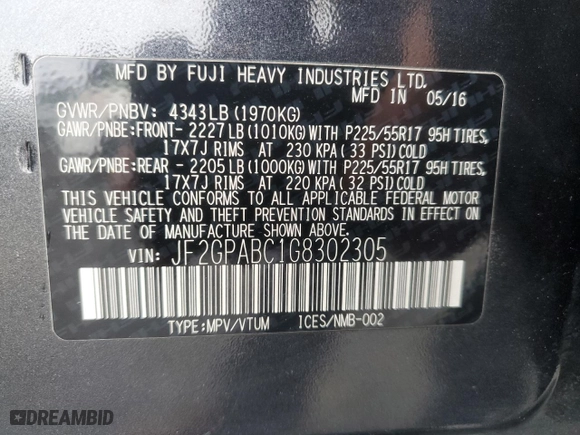 MFD BY FUJI HEAVY INDUSTRIES LTD.
MFD IN 05/16
GVWR/PNBV: 4343LB (1970KG)
GAWR/PNBE:FRONT- 2227LB (1010KG) WITH P225/55R17 95H TIRES,
17X7J RIMS AT 230 KPA (33 PSI) COLD
GAWR/PNBE:REAR - 2205LB (1000KG) WITH P225/55R17 95H TIRES,
17X7J RIMS AT 220 KPA (32 PSI) COLD
THIS VEHICLE CONFORMS TO ALL APPLICABLE FEDERAL MOTOR
VEHICLE SAFETY AND THEFT PREVENTION STANDARDS IN EFFECT ON
THE DATE OF MANUFACTURE SHOWN ABOVE.
VIN: JF2GPABC1G8302305
TYPE:MPV/VTUM ICES/NMB-002
DREAMBID